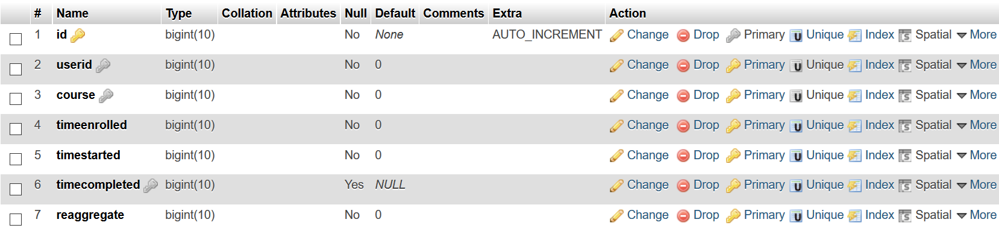 # Name Type Collation Attributes Null Default Comments Extra Action
1 id bigint(10) No None AUTO_INCREMENT Change Drop Primary Unique Index Spatial More
2 userid bigint(10) No 0 Change Drop Primary Unique Index Spatial More
3 course bigint(10) No 0 Change Drop Primary Unique Index Spatial More
4 timeenrolled bigint(10) No 0 Change Drop Primary Unique Index Spatial More
5 timestarted bigint(10) No 0 Change Drop Primary Unique Index Spatial More
6 timecompleted bigint(10) Yes NULL Change Drop Primary Unique Index Spatial More
7 reaggregate bigint(10) No 0 Change Drop Primary Unique Index Spatial More